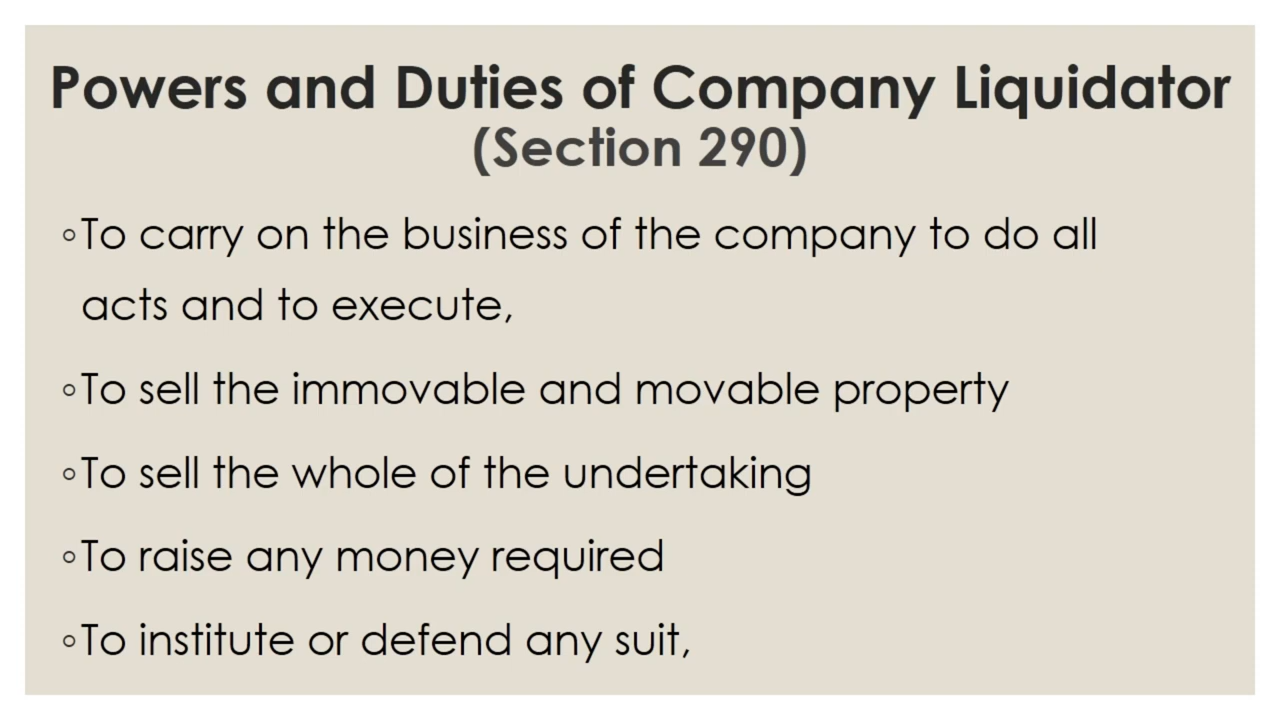 Powers and Duties of Company Liquidator
(Section 290)
◦To carry on the business of the company to do all
acts and to execute,
◦To sell the immovable and movable property
◦To sell the whole of the undertaking
◦To raise any money required
◦To institute or defend any suit,